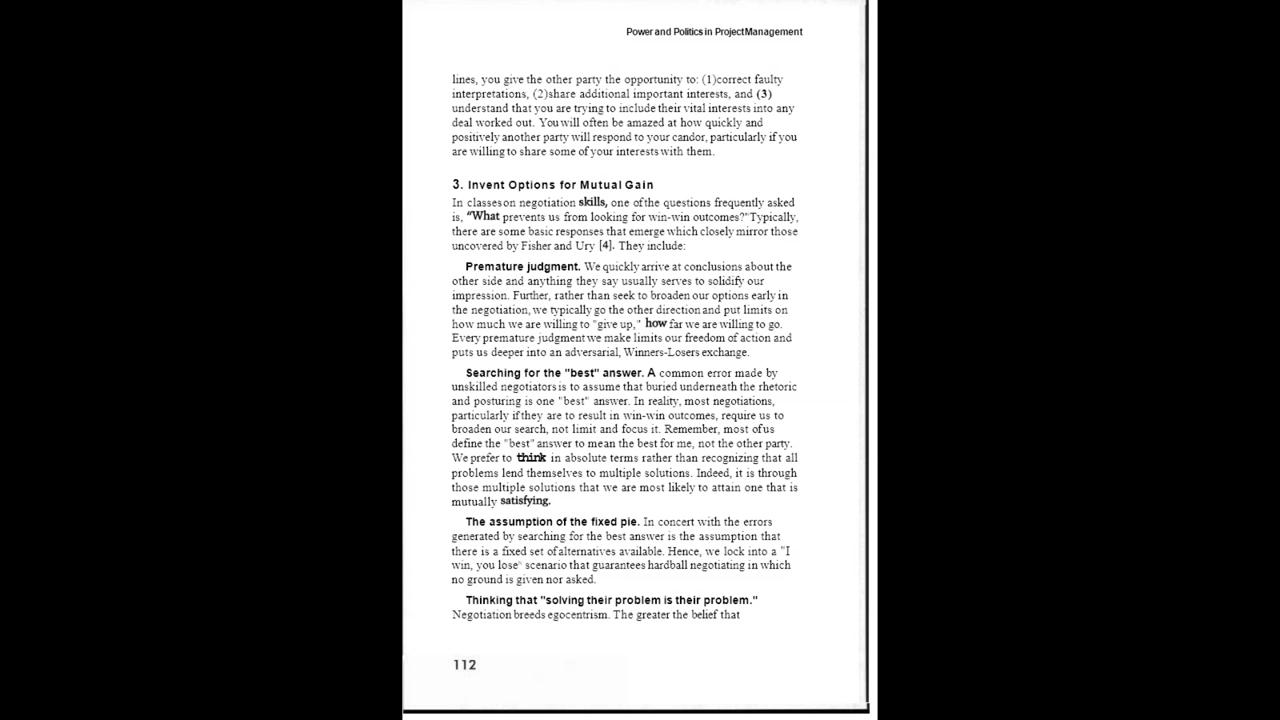 Power and Politics in Project Management
lines, you give the other party the opportunity to: (1)correct faulty
interpretations, (2)share additional important interests, and (3)
understand that you are trying to include their vital interests into any
deal worked out. You will often be amazed at how quickly and
positively another party will respond to your candor, particularly if you
are willing to share some of your interests with them.
3. Invent Options for Mutual Gain
In classes on negotiation skills, one of the questions frequently asked
is, "What prevents us from looking for win-win outcomes?" Typically,
there are some basic responses that emerge which closely mirror those
uncovered by Fisher and Ury [4]. They include:
Premature judgment. We quickly arrive at conclusions about the
other side and anything they say usually serves to solidify our
impression. Further, rather than seek to broaden our options early in
the negotiation, we typically go the other direction and put limits on
how much we are willing to "give up," how far we are willing to go.
Every premature judgment we make limits our freedom of action and
puts us deeper into an adversarial, Winners-Losers exchange.
Searching for the "best" answer. A common error made by
unskilled negotiators is to assume that buried underneath the rhetoric
and posturing is one "best" answer. In reality, most negotiations,
particularly if they are to result in win-win outcomes, require us to
broaden our search, not limit and focus it. Remember, most of us
define the "best" answer to mean the best for me, not the other party.
We prefer to think in absolute terms rather than recognizing that all
problems lend themselves to multiple solutions. Indeed, it is through
those multiple solutions that we are most likely to attain one that is
mutually satisfying.
The assumption of the fixed pie. In concert with the errors
generated by searching for the best answer is the assumption that
there is a fixed set of alternatives available. Hence, we lock into a "I
win, you lose" scenario that guarantees hardball negotiating in which
no ground is given nor asked.
Thinking that "solving their problem is their problem."
Negotiation breeds egocentrism. The greater the belief that
112